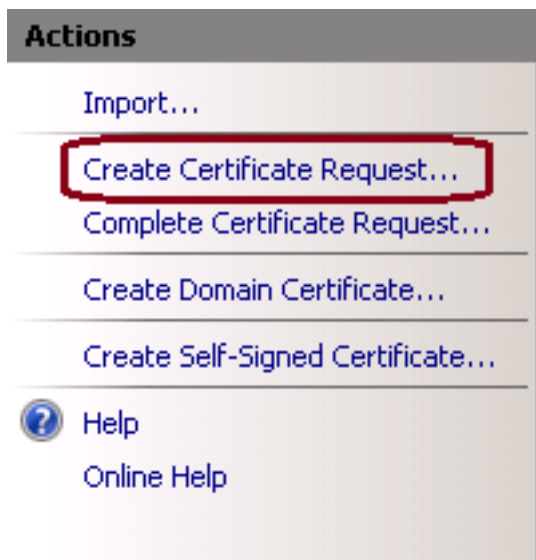 Actions
Import...
Create Certificate Request...
Complete Certificate Request...
Create Domain Certificate...
Create Self-Signed Certificate...
Help
Online Help